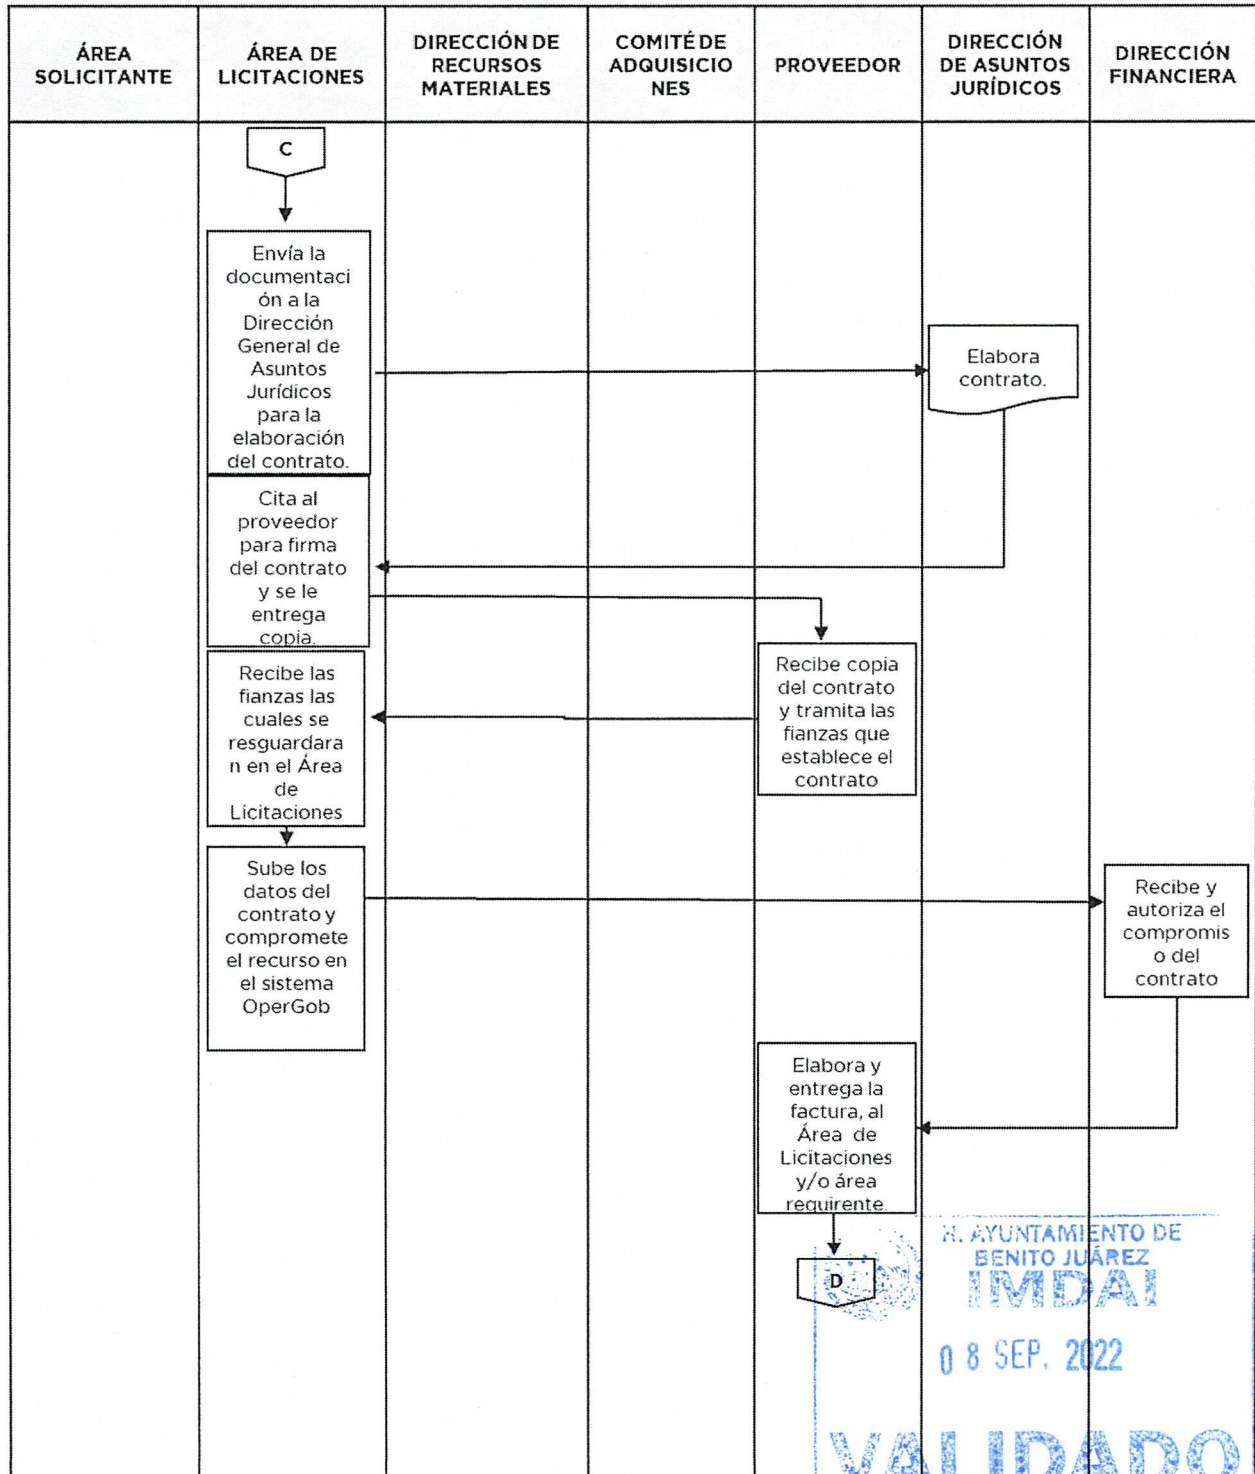 ÁREA
SOLICITANTE
ÁREA DE
LICITACIONES
DIRECCIÓN DE
RECURSOS
MATERIALES
COMITÉ DE
ADQUISICIO
NES
PROVEEDOR
DIRECCIÓN
DE ASUNTOS
JURÍDICOS
DIRECCIÓN
FINANCIERA
C
Envía la
documentaci
ón a la
Dirección
General de
Asuntos
Jurídicos
para la
elaboración
del contrato.
Elabora
contrato.
Cita al
proveedor
para firma
del contrato
y se le
entrega
copia.
Recibe copia
del contrato
y tramita las
fianzas que
establece el
contrato
Recibe las
fianzas las
cuales se
resguardara
n en el Área
de
Licitaciones
Sube los
datos del
contrato y
compromete
el recurso en
el sistema
OperGob
Recibe y
autoriza el
compromis
o del
contrato
Elabora y
entrega la
factura, al
Área de
Licitaciones
y/o área
requirente.
D
H. AYUNTAMIENTO DE
BENITO JUÁREZ
IMDAI
08 SEP. 2022
VALIDADO